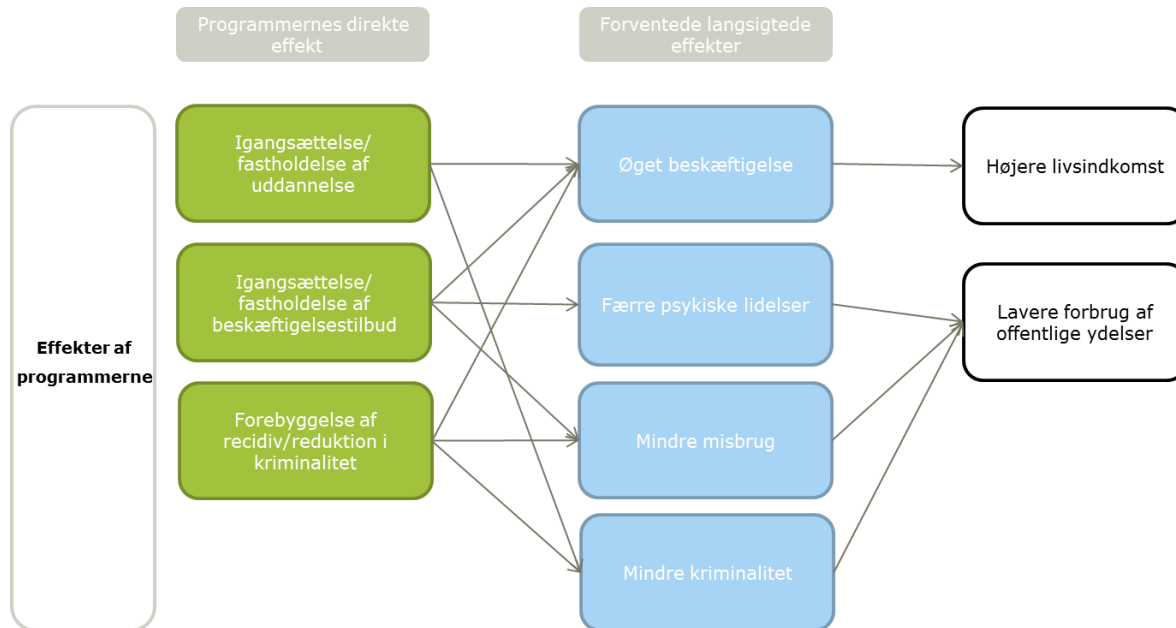 Programmernes direkte
effekt
Forventede langsigtede
effekter
Effekter af
programmerne
Igangsættelse/
fastholdelse af
uddannelse
Igangsættelse/
fastholdelse af
beskæftigelsestilbud
Forebyggelse af
recidiv/reduktion i
kriminalitet
Øget beskæftigelse
Færre psykiske lidelser
Mindre misbrug
Mindre kriminalitet
Højere livsindkomst
Lavere forbrug af
offentlige ydelser